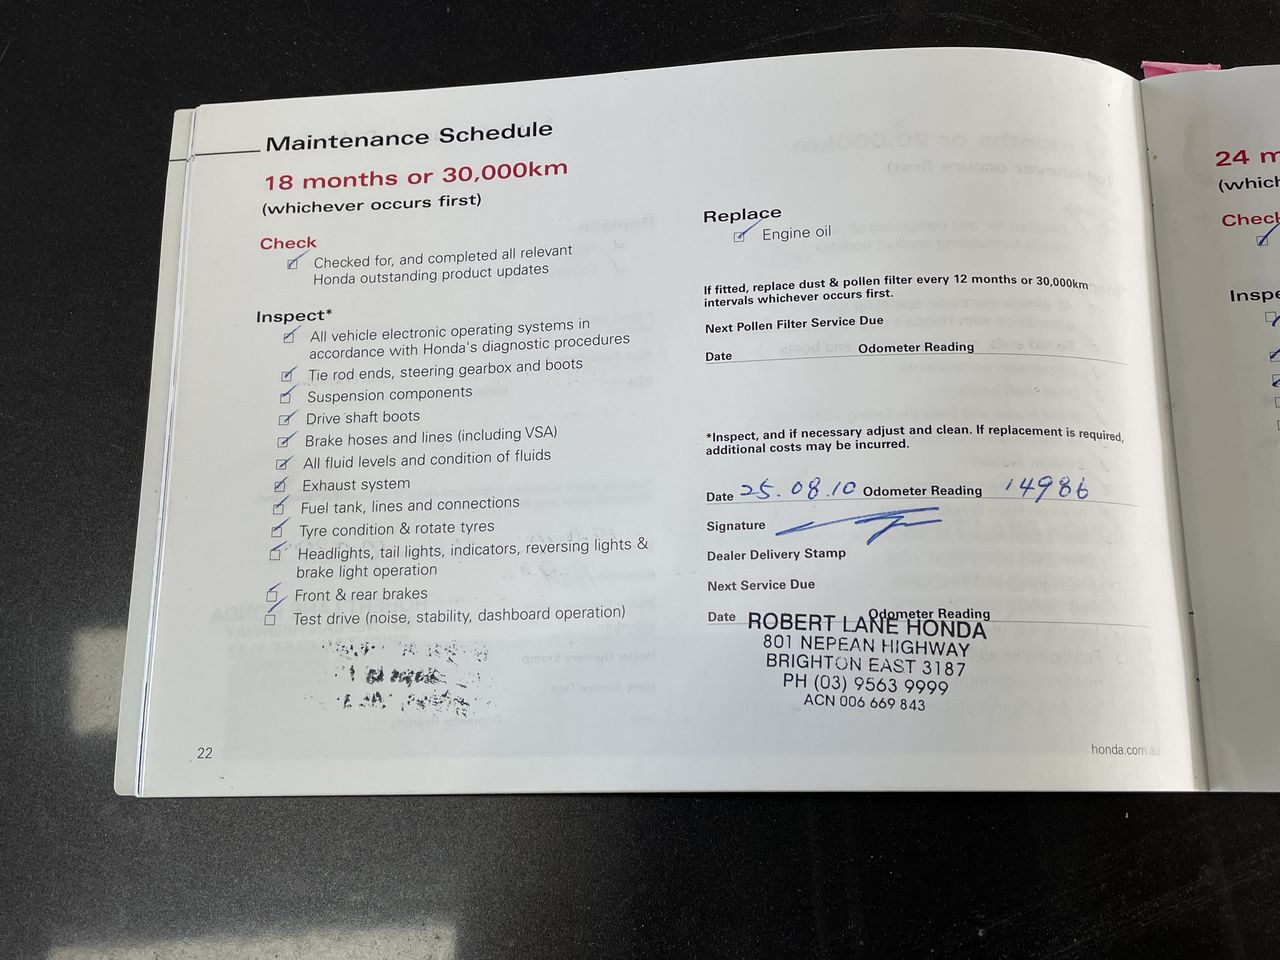 Maintenance Schedule
18 months or 30,000km
(whichever occurs first)
Check
Checked for, and completed all relevant
Honda outstanding product updates
Inspect*
All vehicle electronic operating systems in
accordance with Honda's diagnostic procedures
Tie rod ends, steering gearbox and boots
Suspension components
Drive shaft boots
Brake hoses and lines (including VSA)
All fluid levels and condition of fluids
Exhaust system
Fuel tank, lines and connections
Tyre condition & rotate tyres
Headlights, tail lights, indicators, reversing lights &
brake light operation
Front & rear brakes
Test drive (noise, stability, dashboard operation)
22
Replace
Engine oil
If fitted, replace dust & pollen filter every 12 months or 30,000km
intervals whichever occurs first.
Next Pollen Filter Service Due
Date Odometer Reading
*Inspect, and if necessary adjust and clean. If replacement is required,
additional costs may be incurred.
Date 25.08.10 Odometer Reading 14986
Signature
Dealer Delivery Stamp
Next Service Due
Date Odometer Reading
ROBERT LANE HONDA
801 NEPEAN HIGHWAY
BRIGHTON EAST 3187
PH (03) 9563 9999
ACN 006 669 843
honda.com.au
24 m
(which
Check
Inspe